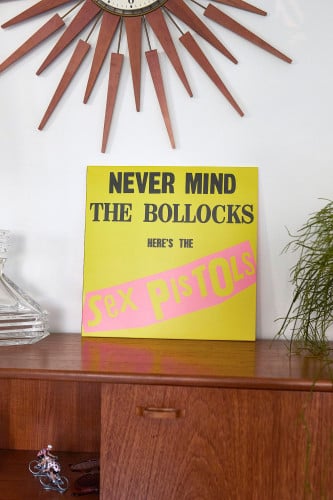 NEVER MIND
THE BOLLOCKS
HERE'S THE
Sex PisTOLs